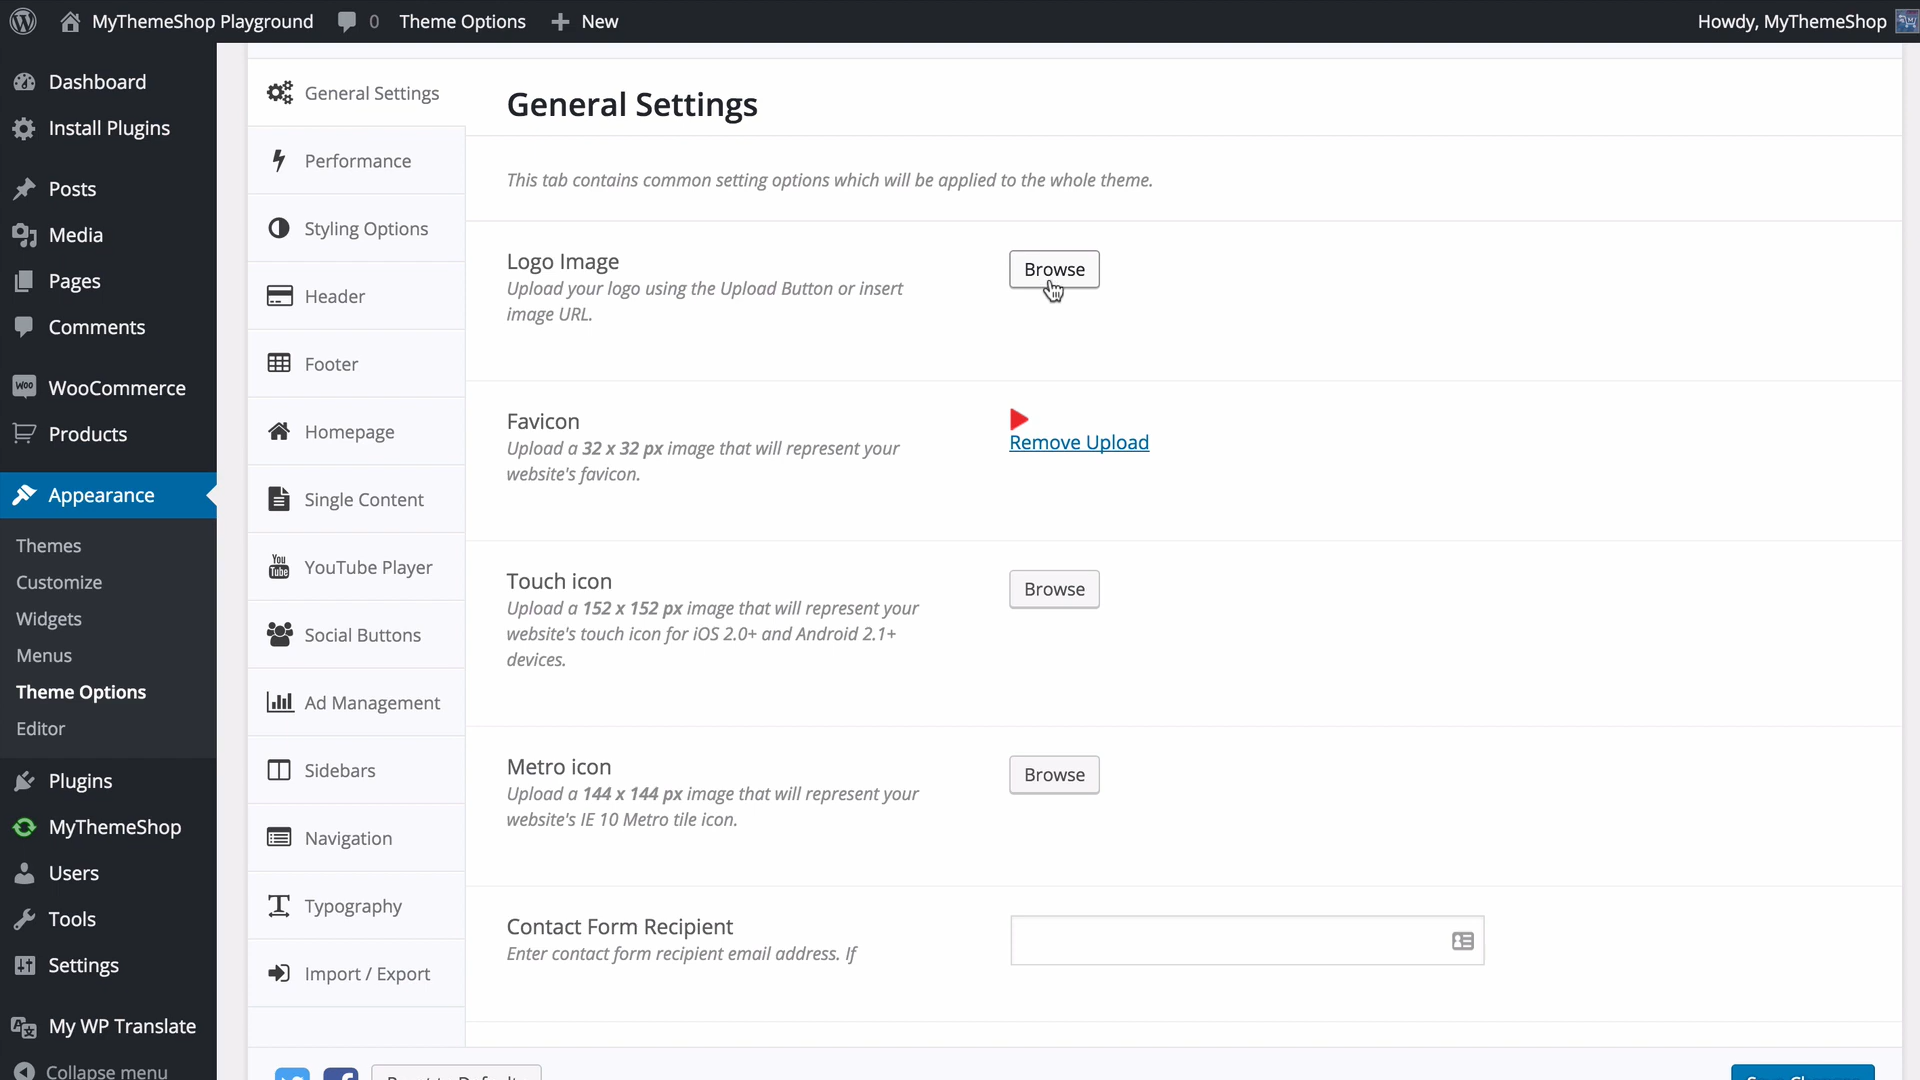 MyThemeShop Playground
0
Theme Options
New
Howdy, MyThemeShop
Dashboard
Install Plugins
Posts
Media
Pages
Comments
WooCommerce
Products
Appearance
Themes
Customize
Widgets
Menus
Theme Options
Editor
Plugins
MyThemeShop
Users
Tools
Settings
My WP Translate
Collapse menu
General Settings
Performance
Styling Options
Header
Footer
Homepage
Single Content
You
Tube
YouTube Player
Social Buttons
Ad Management
Sidebars
Navigation
Typography
Import / Export
General Settings
This tab contains common setting options which will be applied to the whole theme.
Logo Image
Upload your logo using the Upload Button or insert
image URL.
Browse
Favicon
Upload a 32 x 32 px image that will represent your
website's favicon.
Remove Upload
Touch icon
Upload a 152 x 152 px image that will represent your
website's touch icon for iOS 2.0+ and Android 2.1+
devices.
Browse
Metro icon
Upload a 144 x 144 px image that will represent your
website's IE 10 Metro tile icon.
Browse
Contact Form Recipient
Enter contact form recipient email address. If